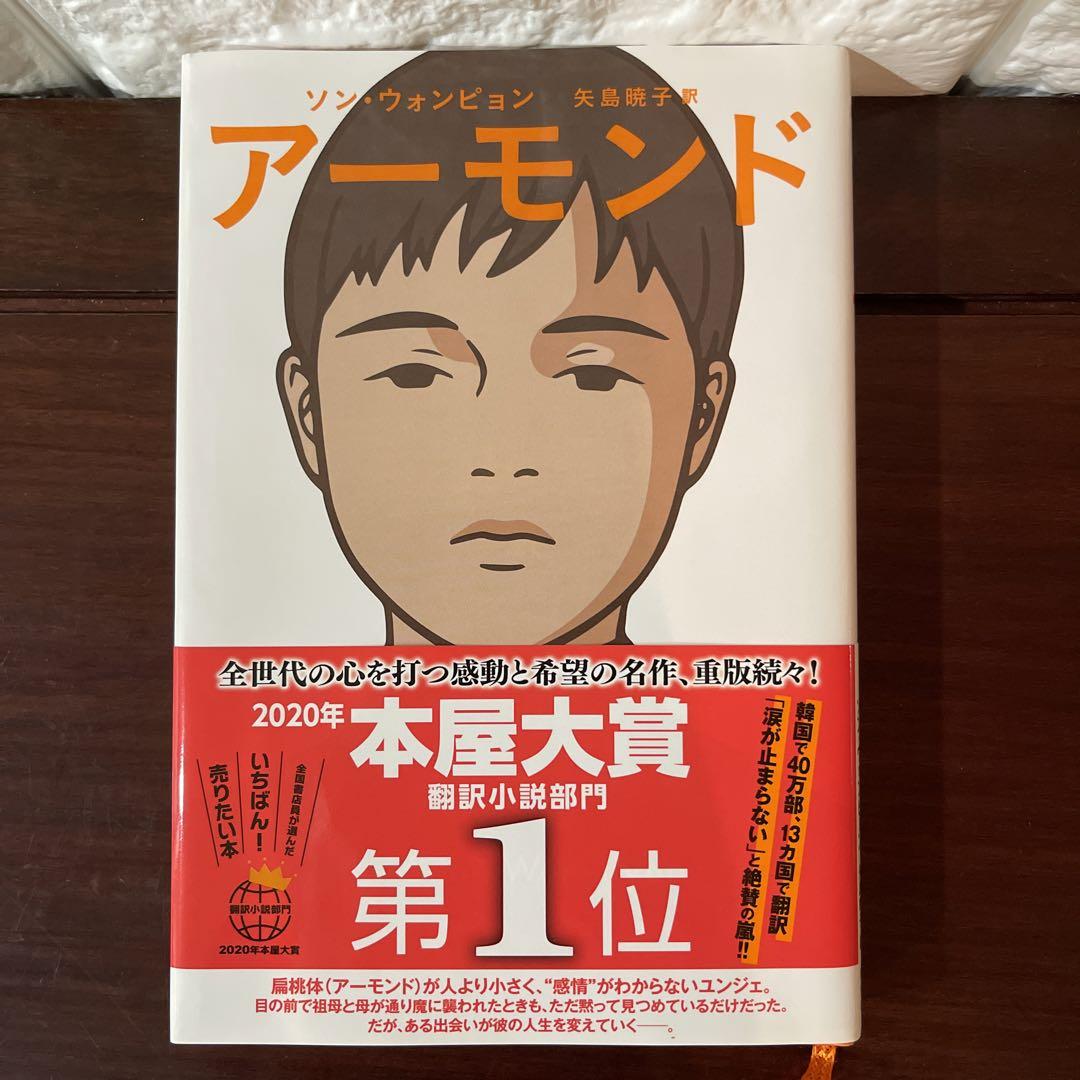 ソン・ウォンピョン 矢島暁子 訳
アーモンド
全世代の心を打つ感動と希望の名作、重版続々!
2020年 本屋大賞
翻訳小説部門
第1位
全国書店員が選んだ
いちばん!
売りたい本
翻訳小説部門
2020年本屋大賞
韓国で40万部、13カ国で翻訳
「涙が止まらない」と絶賛の嵐!!
扁桃体(アーモンド)が人より小さく、“感情”がわからないユンジェ。
目の前で祖母と母が通り魔に襲われたときも、ただ黙って見つめているだけだった。
だが、ある出会いが彼の人生を変えていく――。